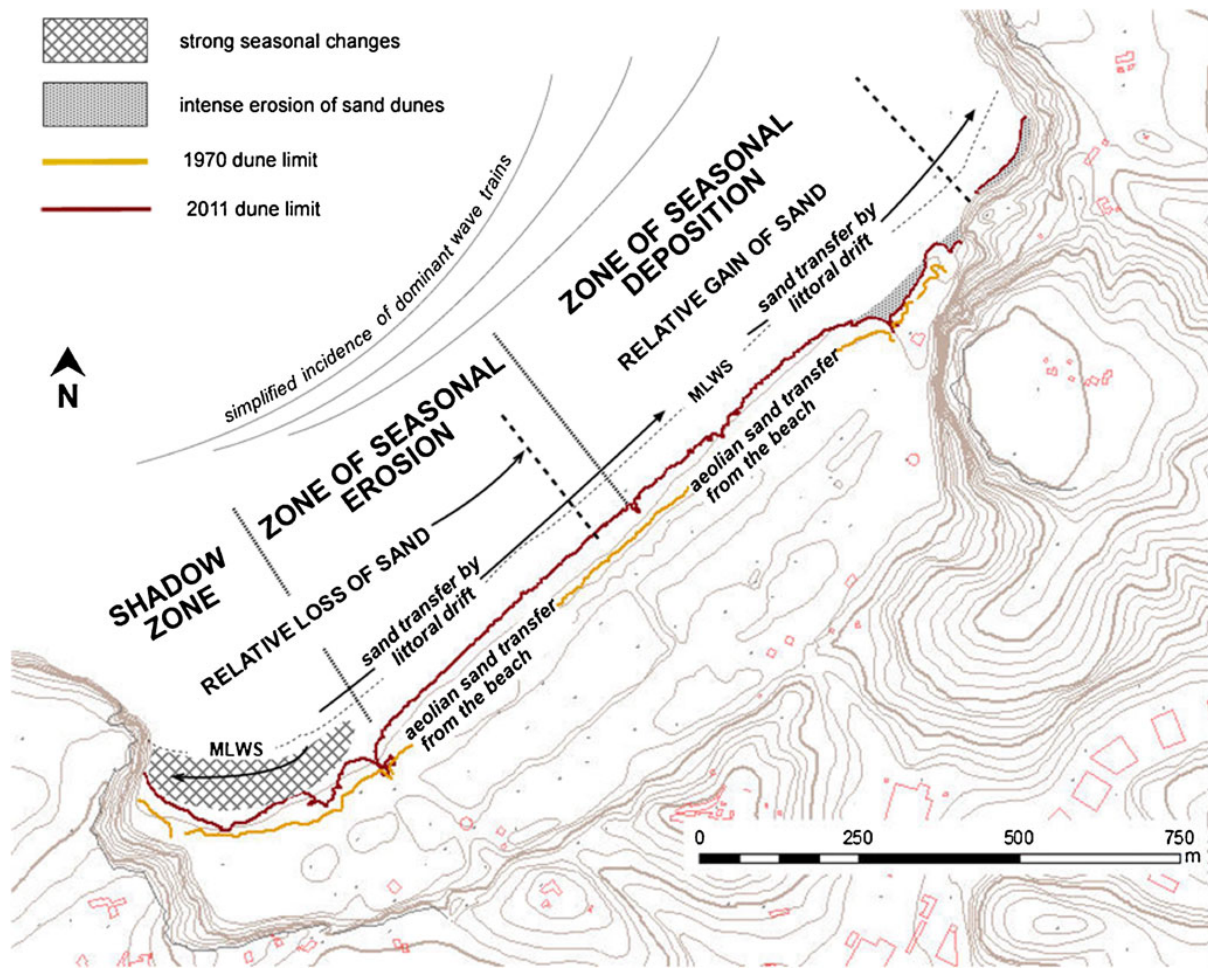 strong seasonal changes
intense erosion of sand dunes
1970 dune limit
2011 dune limit
simplified incidence of dominant wave trains
N
ZONE OF SEASONAL
DEPOSITION
RELATIVE GAIN OF SAND
sand transfer by
littoral drift
MLWS
aeolian sand transfer
from the beach
ZONE OF SEASONAL
EROSION
RELATIVE LOSS OF SAND
sand transfer by
littoral drift
aeolian sand transfer
from the beach
SHADOW
ZONE
MLWS
0 250 500 750
m